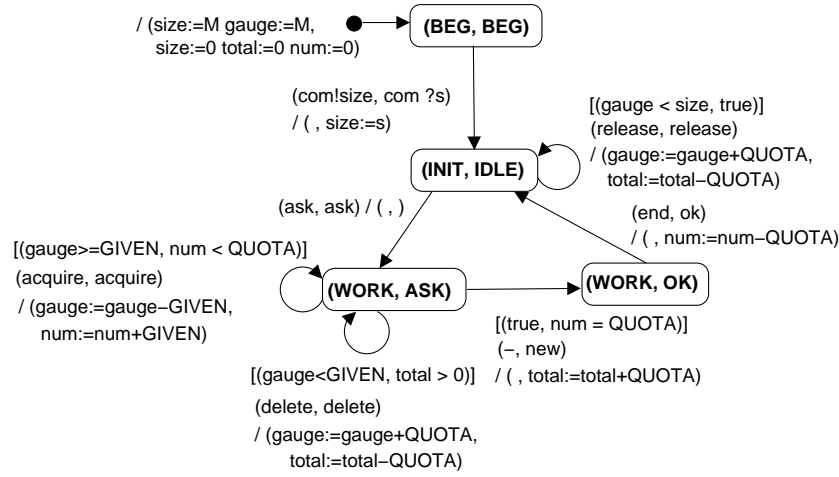 / (size:=M gauge:=M,
size:=0 total:=0 num:=0)
(BEG, BEG)
(com!size, com ?s)
/ ( , size:=s)
[(gauge < size, true)]
(release, release)
/ (gauge:=gauge+QUOTA,
total:=total−QUOTA)
(INIT, IDLE)
(ask, ask) / ( , )
(end, ok)
/ ( , num:=num−QUOTA)
[(gauge>=GIVEN, num < QUOTA)]
(acquire, acquire)
/ (gauge:=gauge−GIVEN,
num:=num+GIVEN)
(WORK, ASK)
(WORK, OK)
[(true, num = QUOTA)]
(−, new)
/ ( , total:=total+QUOTA)
[(gauge<GIVEN, total > 0)]
(delete, delete)
/ (gauge:=gauge+QUOTA,
total:=total−QUOTA)